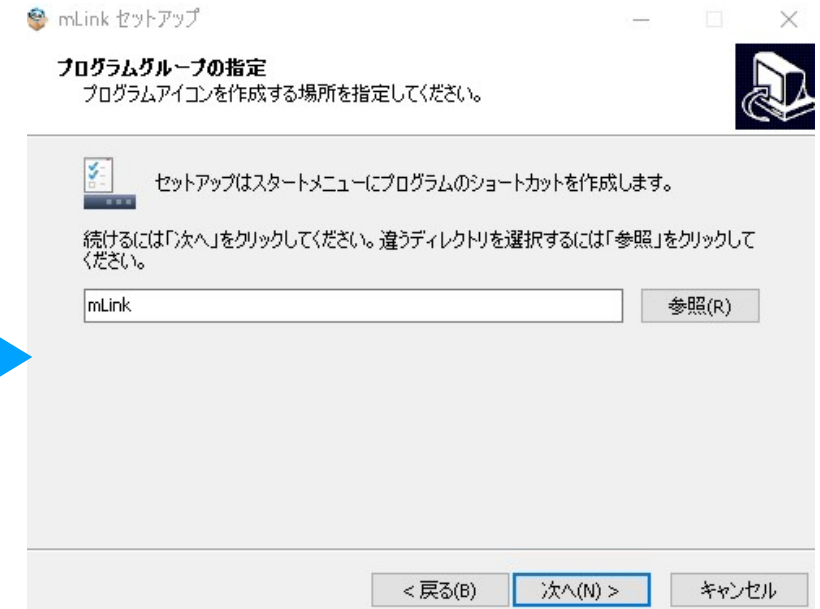 mLink セットアップ
プログラムグループの指定
プログラムアイコンを作成する場所を指定してください。
セットアップはスタートメニューにプログラムのショートカットを作成します。
続けるには「次へ」をクリックしてください。違うディレクトリを選択するには「参照」をクリックして
ください。
mLink
参照(R)
< 戻る(B)
次へ(N) >
キャンセル